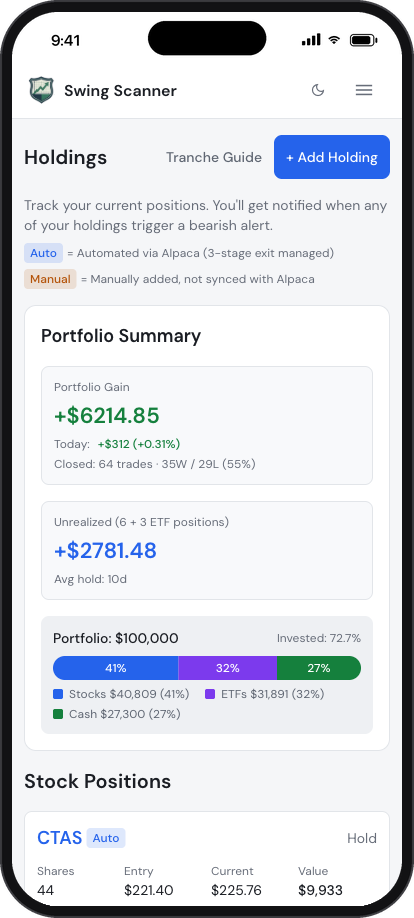 9:41
Swing Scanner
Holdings
Tranche Guide
+ Add Holding
Track your current positions. You'll get notified when any
of your holdings trigger a bearish alert.
Auto = Automated via Alpaca (3-stage exit managed)
Manual = Manually added, not synced with Alpaca
Portfolio Summary
Portfolio Gain
+$6214.85
Today: +$312 (+0.31%)
Closed: 64 trades · 35W / 29L (55%)
Unrealized (6 + 3 ETF positions)
+$2781.48
Avg hold: 10d
Portfolio: $100,000 Invested: 72.7%
41% 32% 27%
Stocks $40,809 (41%) ETFs $31,891 (32%)
Cash $27,300 (27%)
Stock Positions
CTAS Auto Hold
Shares Entry Current Value
44 $221.40 $225.76 $9,933